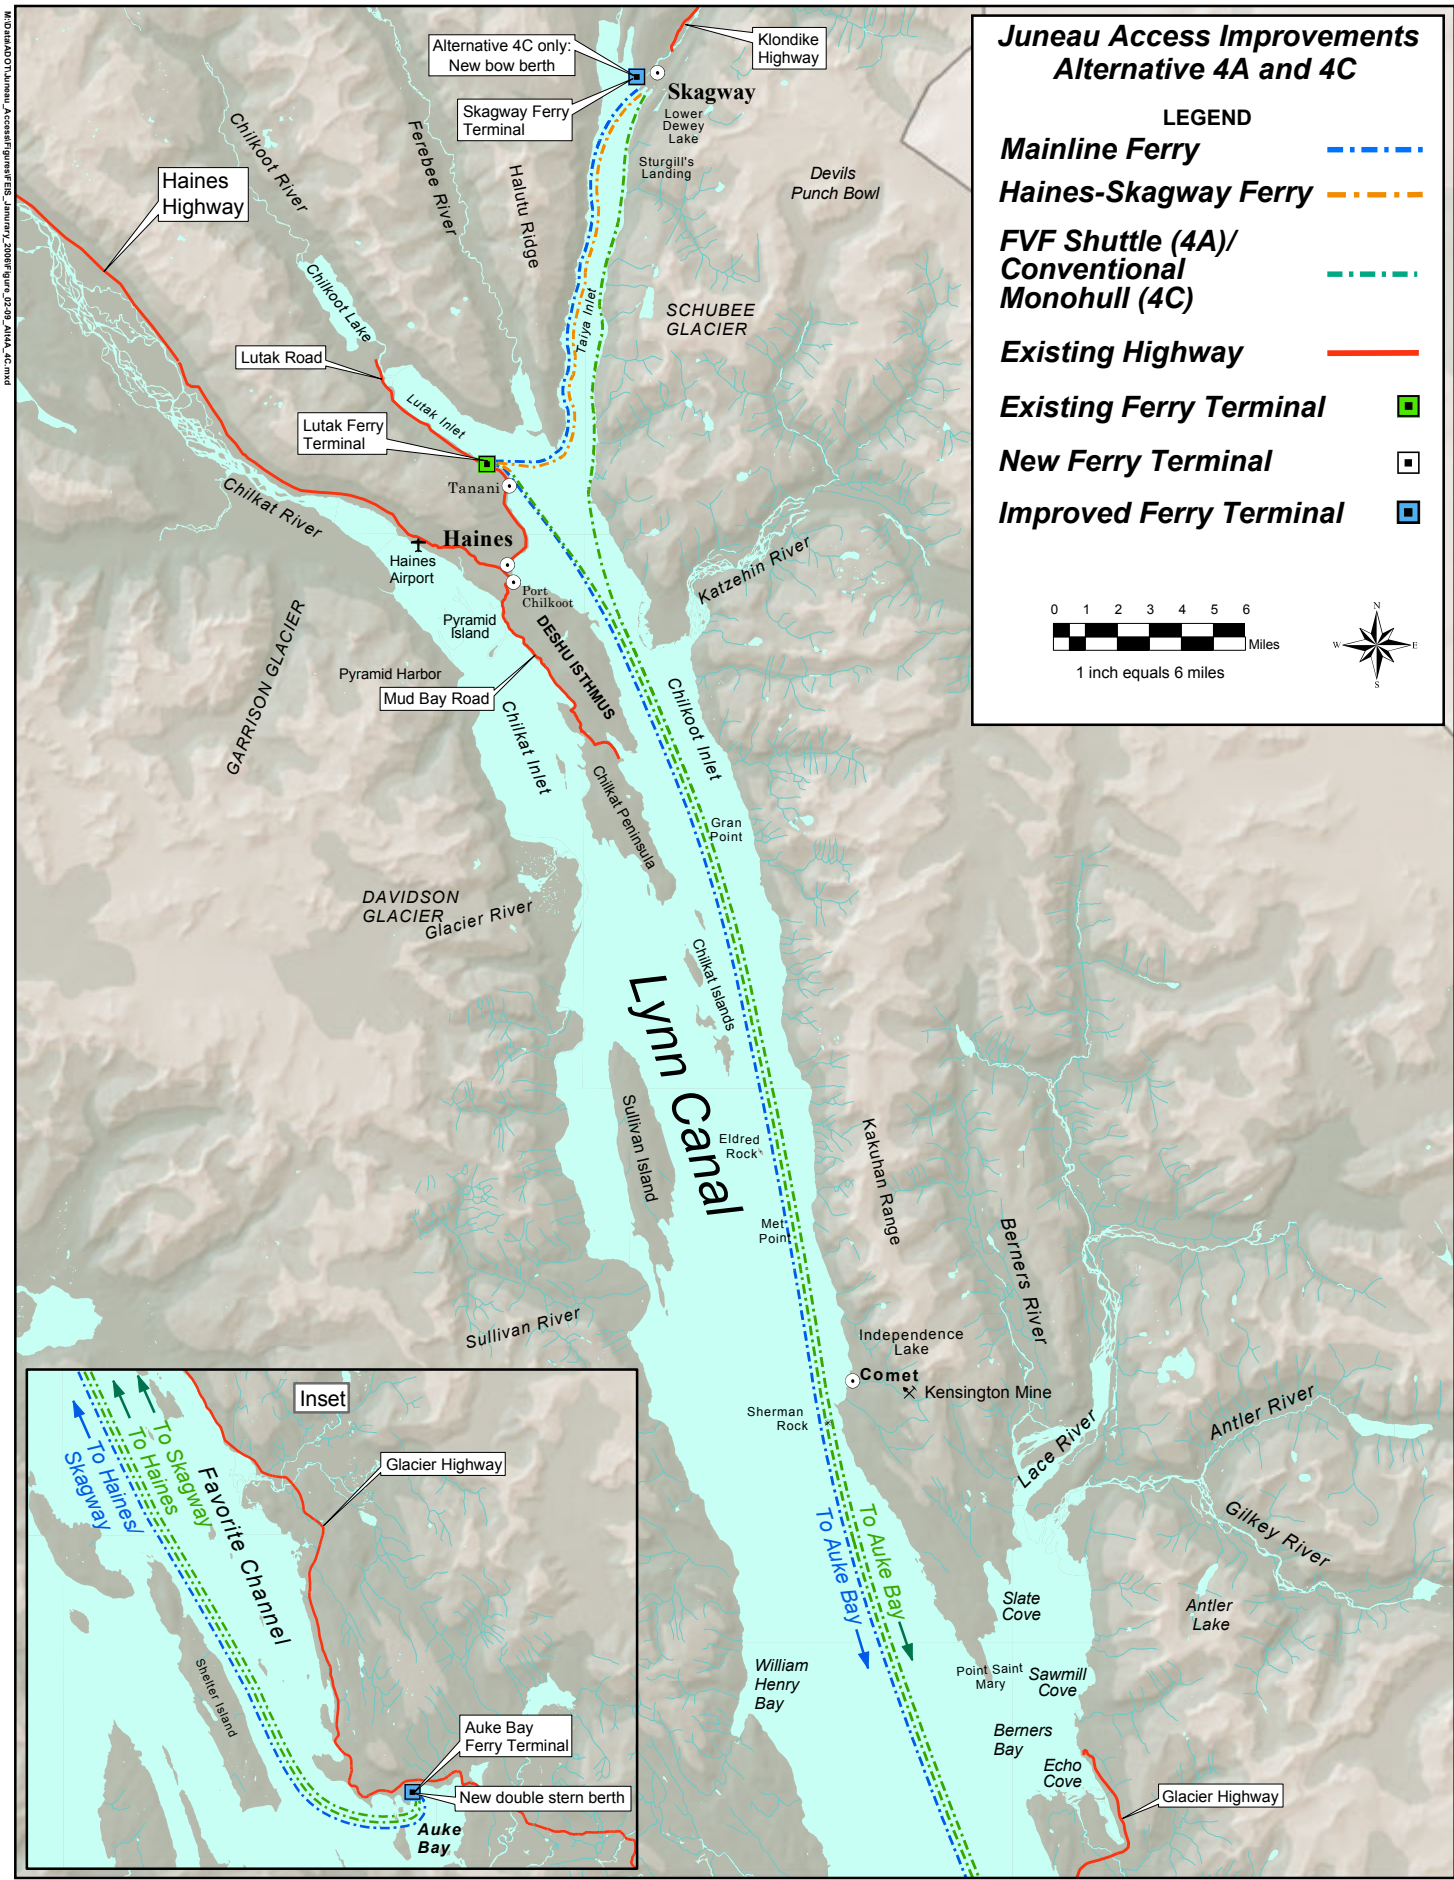 M:\Data\ADOT\Juneau_Access\Figures\FEIS_Janurary_2006\Figure_02-09_Alt4A_4C.mxd
Juneau Access Improvements
Alternative 4A and 4C
LEGEND
Mainline Ferry
Haines-Skagway Ferry
FVF Shuttle (4A)/
Conventional
Monohull (4C)
Existing Highway
Existing Ferry Terminal
New Ferry Terminal
Improved Ferry Terminal
0 1 2 3 4 5 6
Miles
1 inch equals 6 miles
N
W
E
S
Alternative 4C only:
New bow berth
Klondike
Highway
Skagway
Skagway Ferry
Terminal
Lower
Dewey
Lake
Sturgill's
Landing
Devils
Punch Bowl
Chilkoot River
Ferebee River
Halutu Ridge
Haines
Highway
Chilkoot Lake
Taiya Inlet
SCHUBEE
GLACIER
Lutak Road
Lutak Inlet
Lutak Ferry
Terminal
Tanani
Chilkat River
Haines
Haines
Airport
Port
Chilkoot
Katzehin River
Pyramid
Island
DESHU ISTHMUS
GARRISON GLACIER
Pyramid Harbor
Mud Bay Road
Chilkat Inlet
Chilkoot Inlet
Chilkat Peninsula
Gran
Point
DAVIDSON
GLACIER
Glacier River
Chilkat Islands
Lynn Canal
Sullivan Island
Eldred
Rock
Kakuhan Range
Met
Point
Berners River
Sullivan River
Independence
Lake
Comet
Kensington Mine
Sherman
Rock
Antler River
Lace River
Gilkey River
To Auke Bay
To Auke Bay
Slate
Cove
Antler
Lake
William
Henry
Bay
Point Saint
Mary
Sawmill
Cove
Berners
Bay
Echo
Cove
Glacier Highway
Inset
To Haines/
Skagway
To Haines
To Skagway
Favorite Channel
Glacier Highway
Shelter Island
Auke Bay
Ferry Terminal
New double stern berth
Auke
Bay